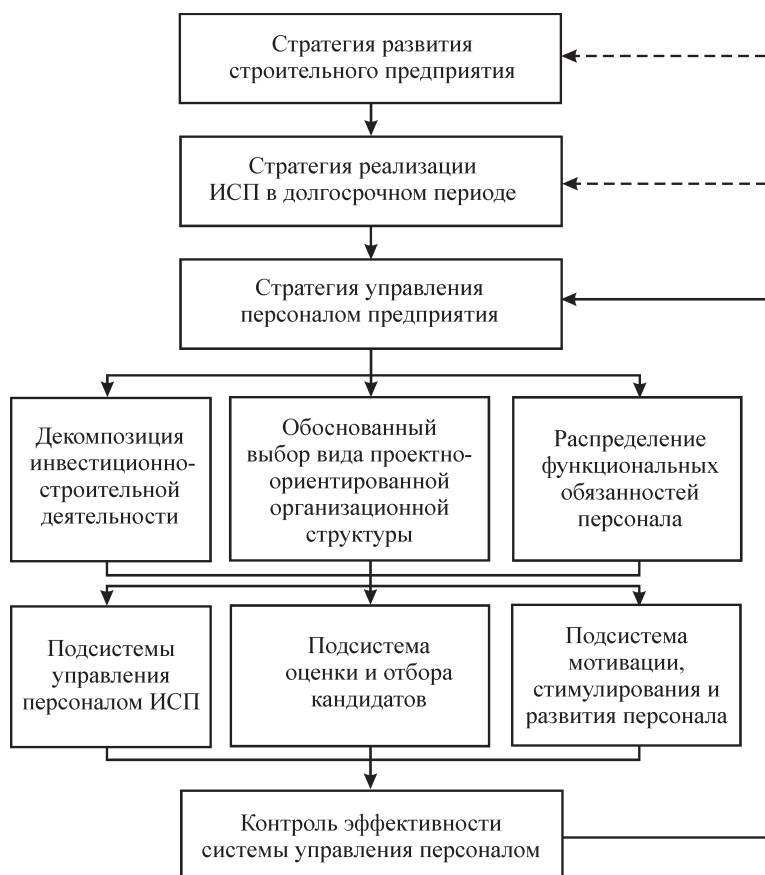 Стратегия развития
строительного предприятия
Стратегия реализации
ИСП в долгосрочном периоде
Стратегия управления
персоналом предприятия
Декомпозиция
инвестиционно-
строительной
деятельности
Обоснованный
выбор вида проектно-
ориентированной
организационной
структуры
Распределение
функциональных
обязанностей
персонала
Подсистемы
управления
персоналом ИСП
Подсистема
оценки и отбора
кандидатов
Подсистема
мотивации,
стимулирования и
развития персонала
Контроль эффективности
системы управления персоналом